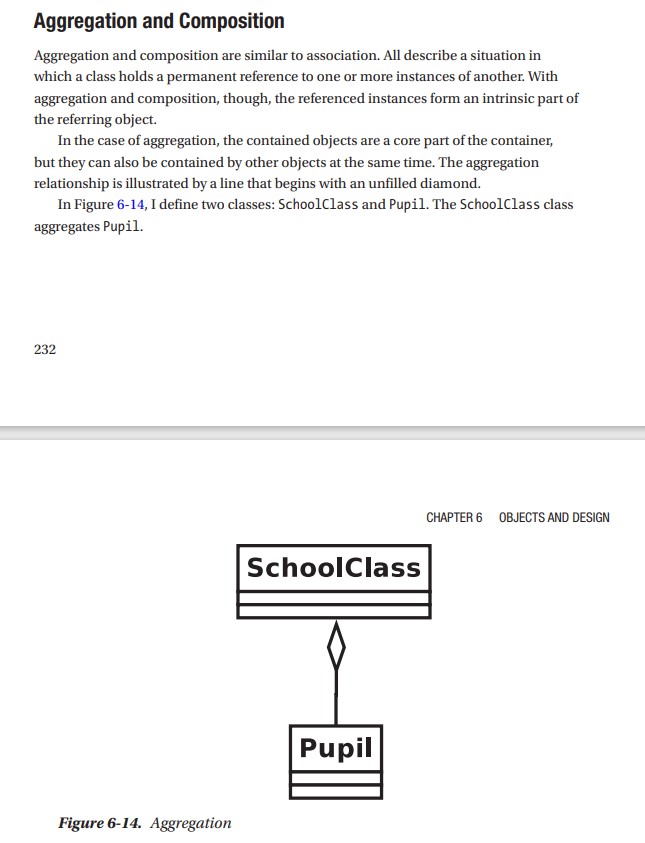 Aggregation and Composition
Aggregation and composition are similar to association. All describe a situation in
which a class holds a permanent reference to one or more instances of another. With
aggregation and composition, though, the referenced instances form an intrinsic part of
the referring object.
In the case of aggregation, the contained objects are a core part of the container,
but they can also be contained by other objects at the same time. The aggregation
relationship is illustrated by a line that begins with an unfilled diamond.
In Figure 6-14, I define two classes: SchoolClass and Pupil. The SchoolClass class
aggregates Pupil.
232
CHAPTER 6 OBJECTS AND DESIGN
SchoolClass
Pupil
Figure 6-14. Aggregation